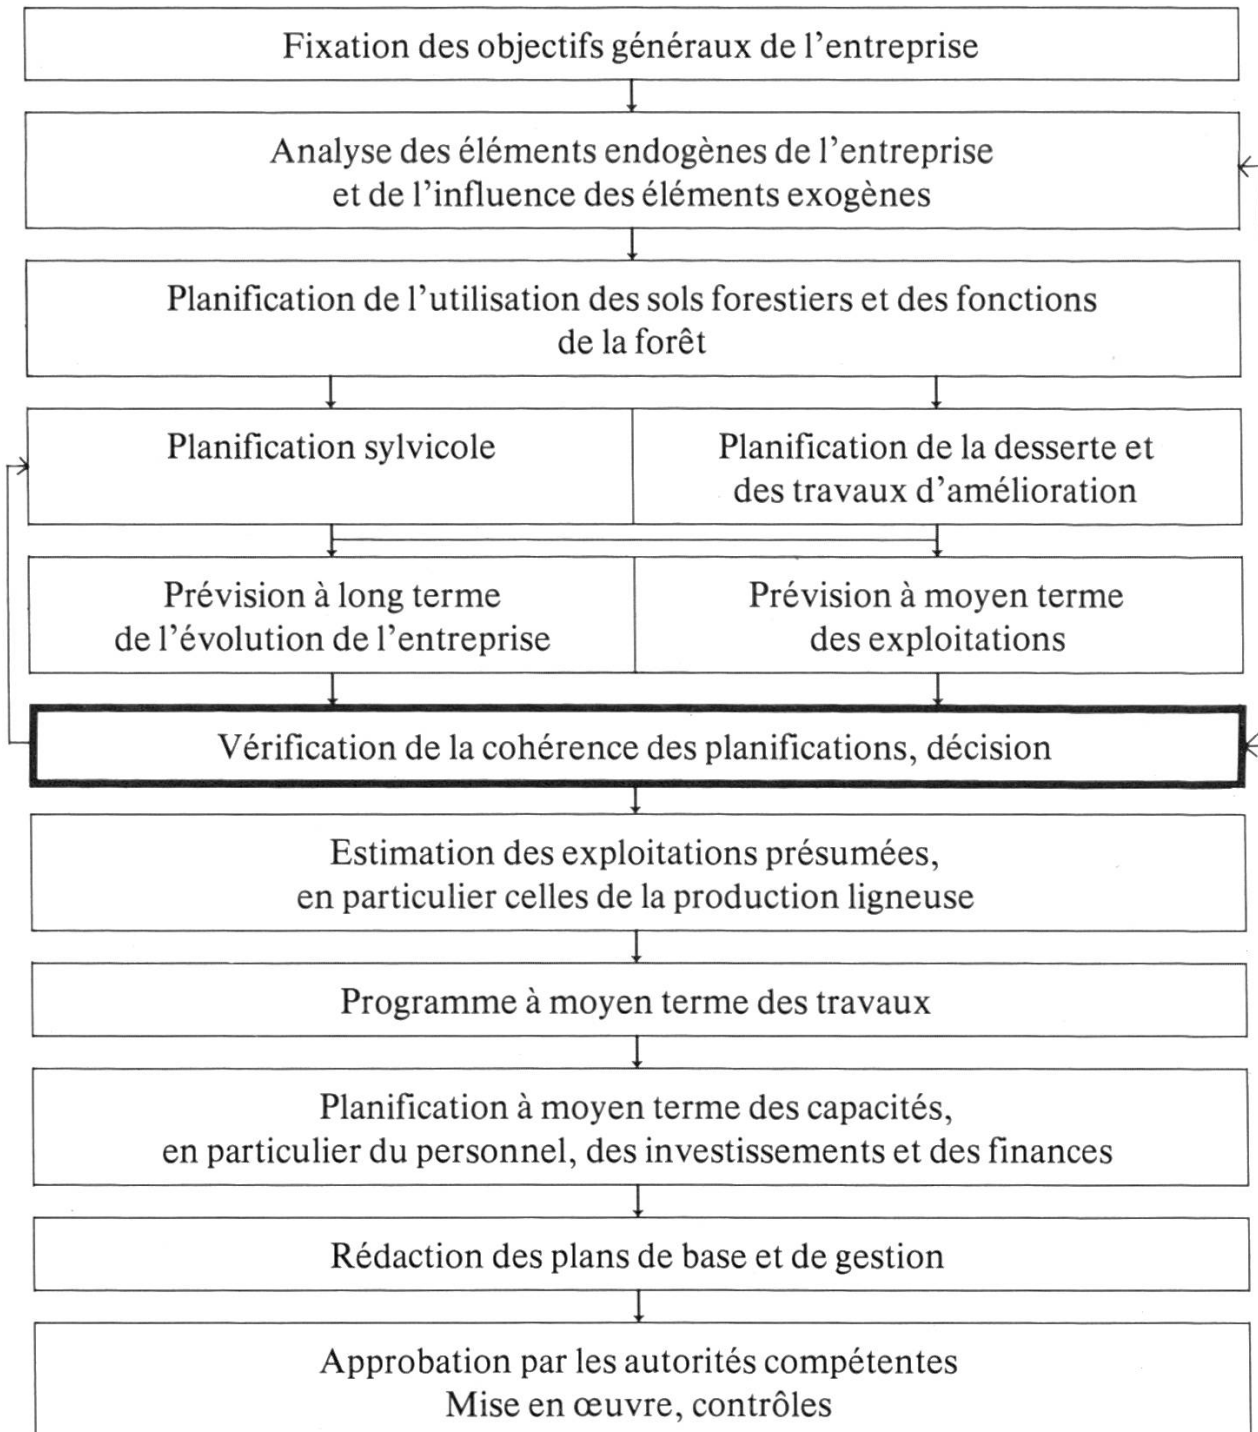 Fixation des objectifs généraux de l’entreprise
Analyse des éléments endogènes de l’entreprise
et de l’influence des éléments exogènes
Planification de l’utilisation des sols forestiers et des fonctions
de la forêt
Planification sylvicole
Planification de la desserte et
des travaux d’amélioration
Prévision à long terme
de l’évolution de l’entreprise
Prévision à moyen terme
des exploitations
Vérification de la cohérence des planifications, décision
Estimation des exploitations présumées,
en particulier celles de la production ligneuse
Programme à moyen terme des travaux
Planification à moyen terme des capacités,
en particulier du personnel, des investissements et des finances
Rédaction des plans de base et de gestion
Approbation par les autorités compétentes
Mise en œuvre, contrôles